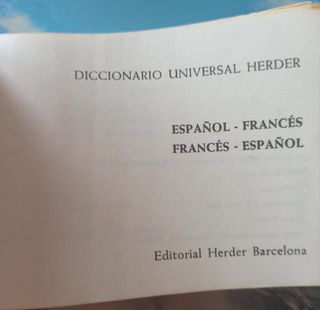 DICCIONARIO UNIVERSAL HERDER
ESPAÑOL - FRANCÉS
FRANCÉS - ESPAÑOL
Editorial Herder Barcelona